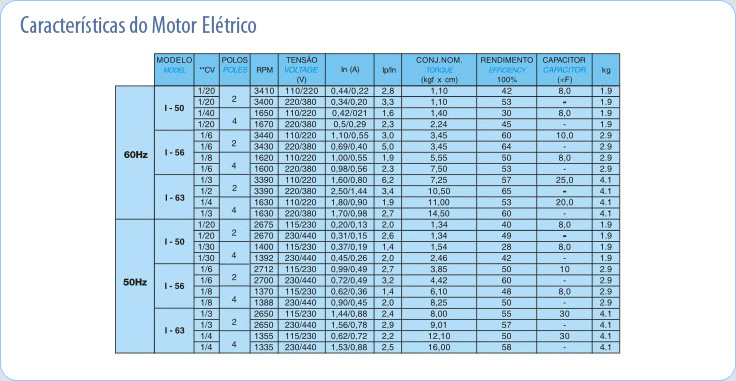 Características do Motor Elétrico
MODELO **CV POLOS RPM TENSÃO In (A) Ip/In CONJ.NOM. RENDIMENTO CAPACITOR kg
MODEL POLES VOLTAGE TORQUE EFFICIENCY CAPACITOR
(V) (kgf x cm) 100% (∝F)
60Hz
I - 50
1/20 2 3410 110/220 0,44/0,22 2,8 1,10 42 8,0 1.9
1/20 3400 220/380 0,34/0,20 3,3 1,10 53 - 1.9
1/40 4 1650 110/220 0,42/021 1,6 1,40 30 8,0 1.9
1/20 1670 220/380 0,5/0,29 2,3 2,24 45 - 1.9
I - 56
1/6 2 3440 110/220 1,10/0,55 3,0 3,45 60 10,0 2.9
1/6 3430 220/380 0,69/0,40 5,0 3,45 64 - 2.9
1/8 4 1620 110/220 1,00/0,55 1,9 5,55 50 8,0 2.9
1/6 1600 220/380 0,98/0,56 2,3 7,50 53 - 2.9
I - 63
1/3 2 3390 110/220 1,60/0,80 6,2 7,25 57 25,0 4.1
1/2 3390 220/380 2,50/1,44 3,4 10,50 65 - 4.1
1/4 4 1630 110/220 1,80/0,90 1,9 11,00 53 20,0 4.1
1/3 1630 220/380 1,70/0,98 2,7 14,50 60 - 4.1
50Hz
I - 50
1/20 2 2675 115/230 0,20/0,13 2,0 1,34 40 8,0 1.9
1/20 2670 230/440 0,31/0,15 2,6 1,34 49 - 1.9
1/30 4 1400 115/230 0,37/0,19 1,4 1,54 28 8,0 1.9
1/30 1392 230/440 0,45/0,26 2,0 2,46 42 - 1.9
I - 56
1/6 2 2712 115/230 0,99/0,49 2,7 3,85 50 10 2.9
1/6 2700 230/440 0,72/0,49 3,2 4,42 60 - 2.9
1/8 4 1370 115/230 0,62/0,36 1,4 6,10 48 8,0 2.9
1/8 1388 230/440 0,90/0,45 2,0 8,25 50 - 2.9
I - 63
1/3 2 2650 115/230 1,44/0,88 2,4 8,00 55 30 4.1
1/3 2650 230/440 1,56/0,78 2,9 9,01 57 - 4.1
1/4 4 1355 115/230 0,62/0,72 2,2 12,10 50 30 4.1
1/4 1335 230/440 1,53/0,88 2,5 16,00 58 - 4.1